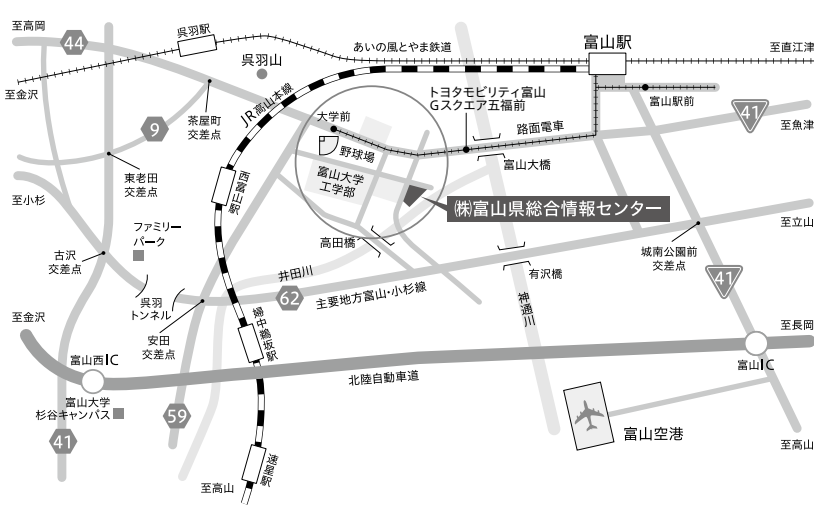 至高岡
44
呉羽駅
呉羽山
あいの風とやま鉄道
富山駅
至直江津
至金沢
茶屋町
交差点
JR高山本線
大学前
トヨタモビリティ富山
Gスクエア五福前
富山駅前
41
至魚津
9
東老田
交差点
野球場
路面電車
富山大橋
西富山駅
富山大学
工学部
㈱富山県総合情報センター
至小杉
ファミリー
パーク
高田橋
至立山
古沢
交差点
城南公園前
交差点
井田川
有沢橋
41
呉羽
トンネル
62
主要地方富山・小杉線
神通川
至金沢
安田
交差点
婦中鵜坂駅
至長岡
富山西IC
富山IC
北陸自動車道
富山大学
杉谷キャンパス
59
41
富山空港
至高山
速星駅
至高山